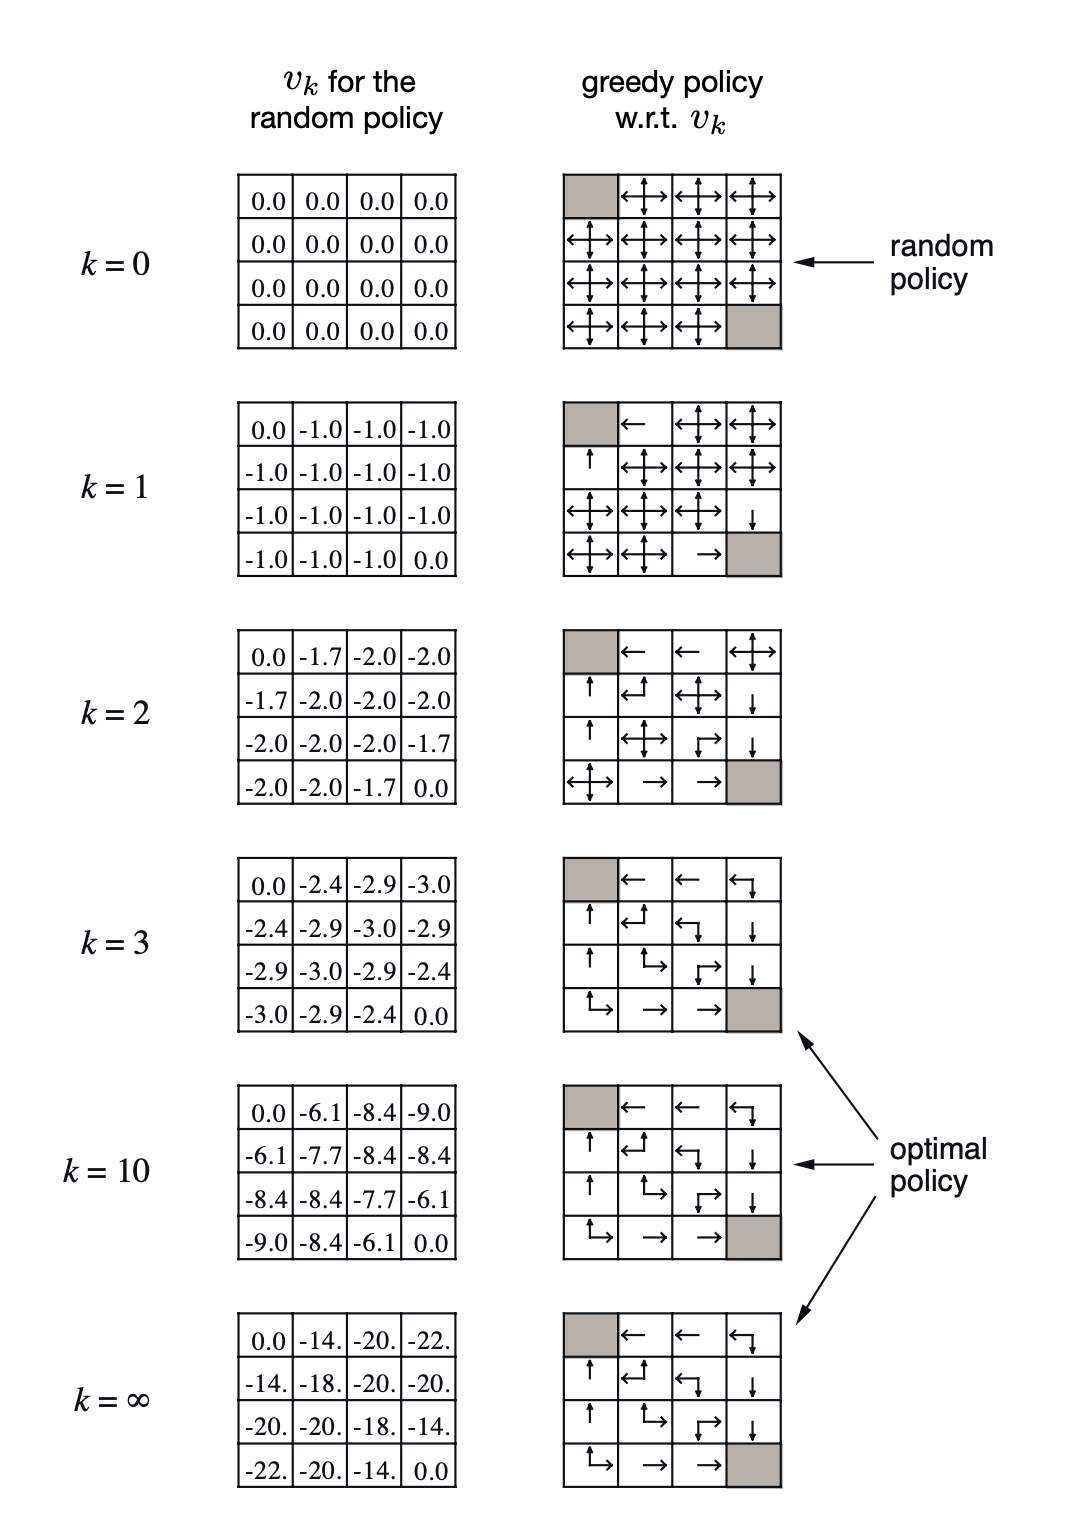 v_k for the
random policy
greedy policy
w.r.t. v_k
k = 0
0.0 0.0 0.0 0.0
0.0 0.0 0.0 0.0
0.0 0.0 0.0 0.0
0.0 0.0 0.0 0.0
random
policy
k = 1
0.0 -1.0 -1.0 -1.0
-1.0 -1.0 -1.0 -1.0
-1.0 -1.0 -1.0 -1.0
-1.0 -1.0 -1.0 0.0
k = 2
0.0 -1.7 -2.0 -2.0
-1.7 -2.0 -2.0 -2.0
-2.0 -2.0 -2.0 -1.7
-2.0 -2.0 -1.7 0.0
k = 3
0.0 -2.4 -2.9 -3.0
-2.4 -2.9 -3.0 -2.9
-2.9 -3.0 -2.9 -2.4
-3.0 -2.9 -2.4 0.0
k = 10
0.0 -6.1 -8.4 -9.0
-6.1 -7.7 -8.4 -8.4
-8.4 -8.4 -7.7 -6.1
-9.0 -8.4 -6.1 0.0
optimal
policy
k = ∞
0.0 -14. -20. -22.
-14. -18. -20. -20.
-20. -20. -18. -14.
-22. -20. -14. 0.0